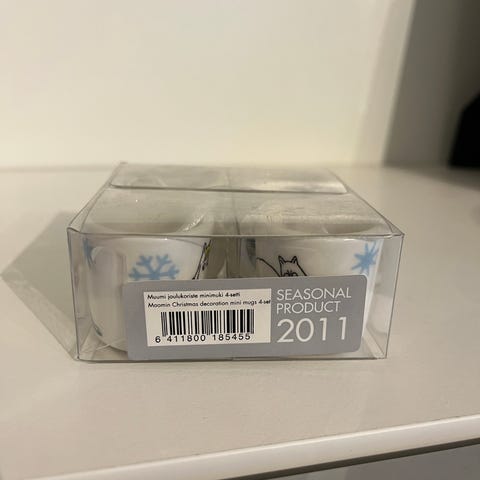 Muumi joulukoriste minimuki 4-setti
Moomin Christmas decoration mini mugs 4-set
6 411800 185455
SEASONAL
PRODUCT
2011